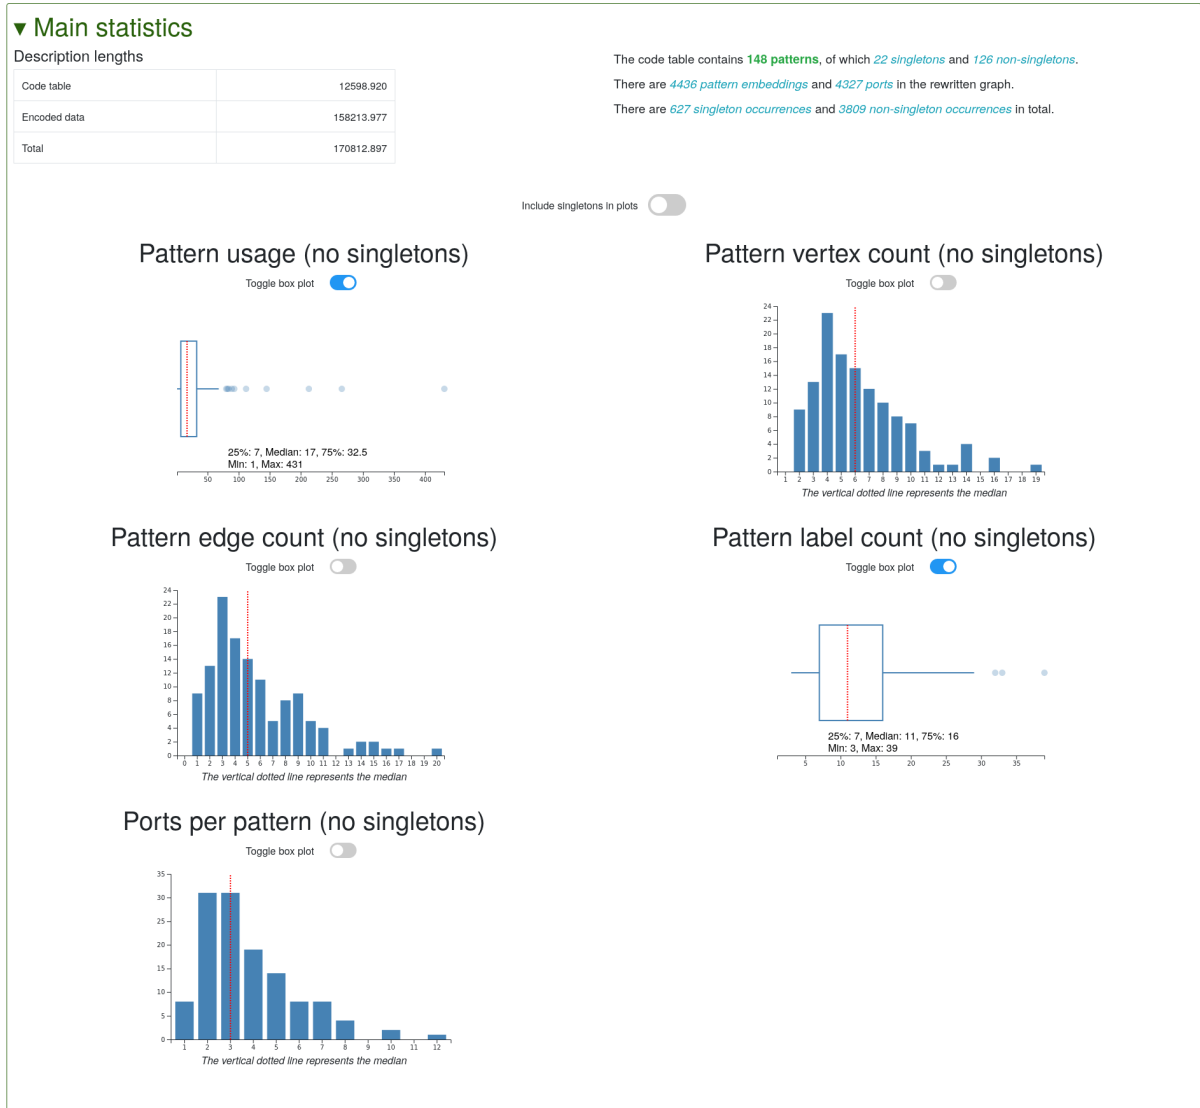 ▼ Main statistics
Description lengths
Code table 12598.920
Encoded data 158213.977
Total 170812.897
The code table contains 148 patterns, of which 22 singletons and 126 non-singletons.
There are 4436 pattern embeddings and 4327 ports in the rewritten graph.
There are 627 singleton occurrences and 3809 non-singleton occurrences in total.
Include singletons in plots
Pattern usage (no singletons)
Toggle box plot
25%: 7, Median: 17, 75%: 32.5
Min: 1, Max: 431
50 100 150 200 250 300 350 400
Pattern vertex count (no singletons)
Toggle box plot
24
22
20
18
16
14
12
10
8
6
4
2
0
1 2 3 4 5 6 7 8 9 10 11 12 13 14 15 16 17 18 19
The vertical dotted line represents the median
Pattern edge count (no singletons)
Toggle box plot
24
22
20
18
16
14
12
10
8
6
4
2
0
0 1 2 3 4 5 6 7 8 9 10 11 12 13 14 15 16 17 18 19 20
The vertical dotted line represents the median
Pattern label count (no singletons)
Toggle box plot
25%: 7, Median: 11, 75%: 16
Min: 3, Max: 39
5 10 15 20 25 30 35
Ports per pattern (no singletons)
Toggle box plot
35
30
25
20
15
10
5
0
1 2 3 4 5 6 7 8 9 10 11 12
The vertical dotted line represents the median